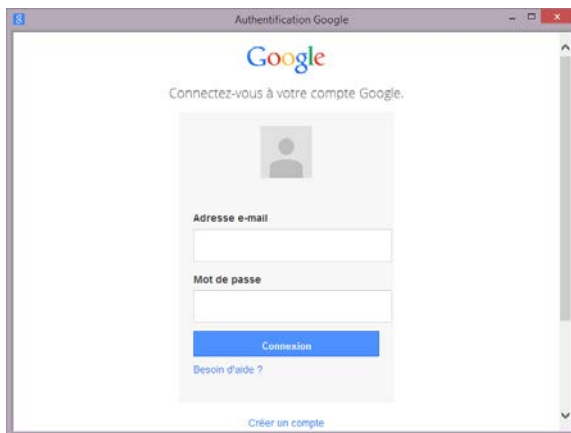 Authentification Google
Google
Connectez-vous à votre compte Google.
Adresse e-mail
Mot de passe
Connexion
Besoin d'aide ?
Créer un compte